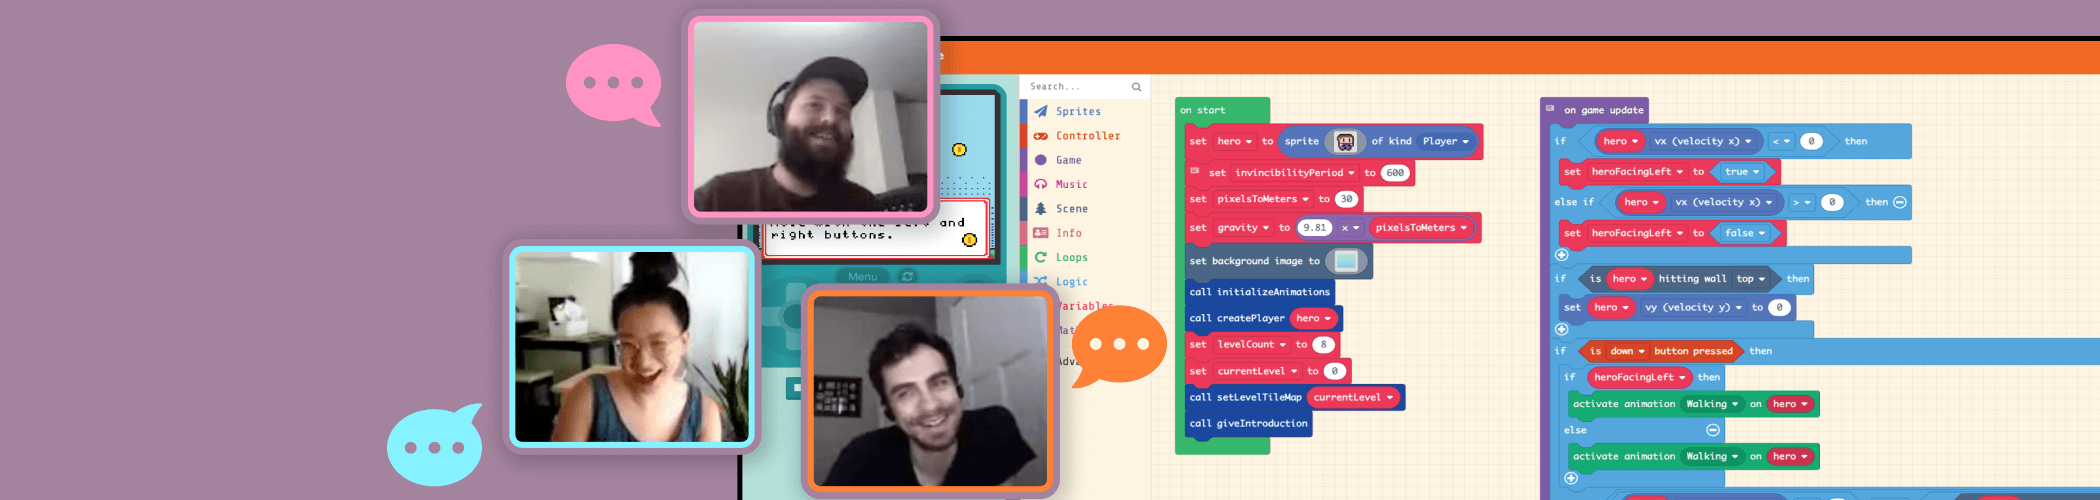 e
Search...
Sprites
Controller
Game
Music
Scene
Info
Loops
Logic
Variables
Mat
Adva
right buttons.
Menu
on start
set hero to sprite of kind Player
set invincibilityPeriod to 600
set pixelsToMeters to 30
set gravity to 9.81 × pixelsToMeters
set background image to
call initializeAnimations
call createPlayer hero
set levelCount to 8
set currentLevel to 0
call setLevelTileMap currentLevel
call giveIntroduction
on game update
if hero vx (velocity x) < 0 then
set heroFacingLeft to true
else if hero vx (velocity x) > 0 then
set heroFacingLeft to false
if is hero hitting wall top then
set hero vy (velocity y) to 0
if is down button pressed then
if heroFacingLeft then
activate animation Walking on hero
else
activate animation Walking on hero